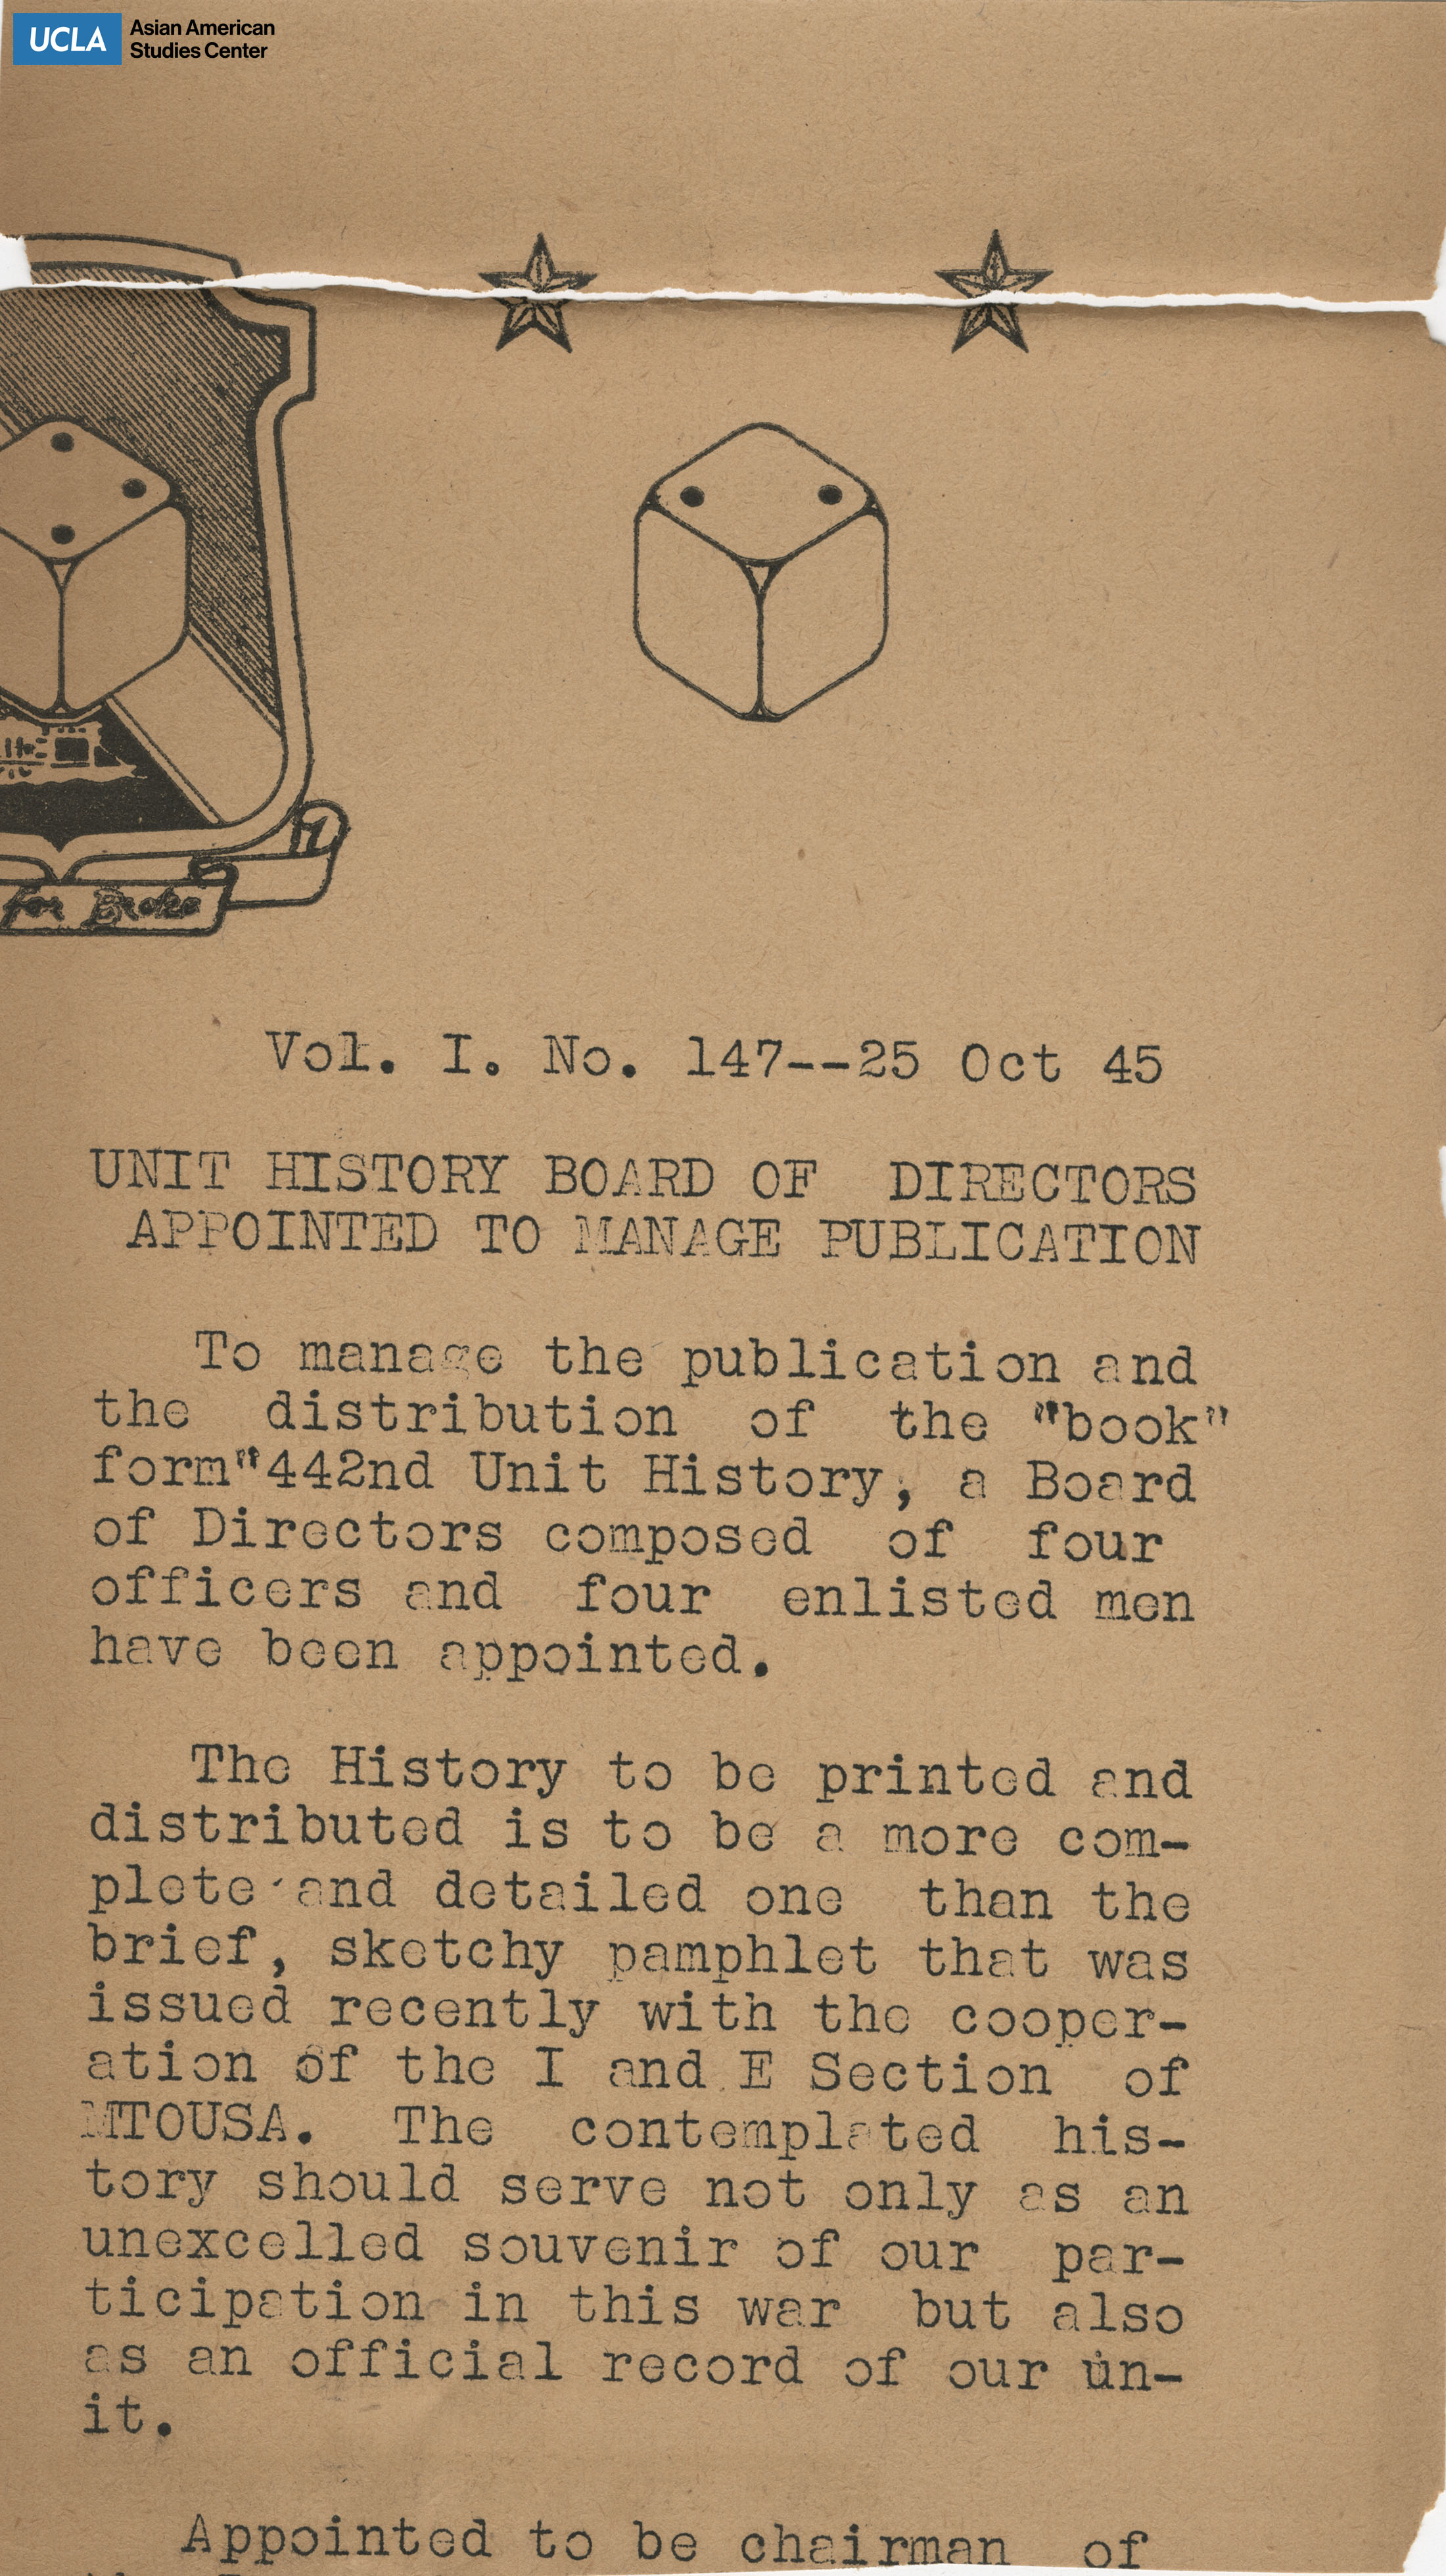 UCLA Asian American
Studies Center
for Broke
Vol. I. No. 147--25 Oct 45
UNIT HISTORY BOARD OF DIRECTORS
APPOINTED TO MANAGE PUBLICATION
To manage the publication and
the distribution of the "book"
form"442nd Unit History, a Board
of Directors composed of four
officers and four enlisted men
have been appointed.
The History to be printed and
distributed is to be a more com-
plete and detailed one than the
brief, sketchy pamphlet that was
issued recently with the cooper-
ation of the I and E Section of
MTOUSA. The contemplated his-
tory should serve not only as an
unexcelled souvenir of our par-
ticipation in this war but also
as an official record of our un-
it.
Appointed to be chairman of